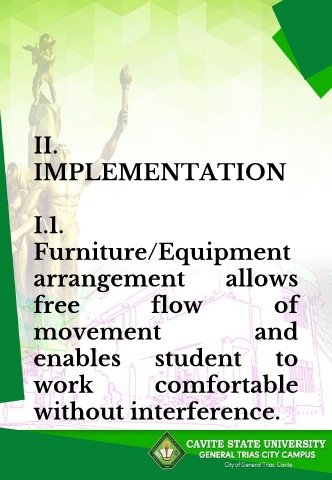 II.
IMPLEMENTATION
I.1.
Furniture/Equipment
arrangement allows
free flow of
movement and
enables student to
work comfortable
without interference.
CAVITE STATE UNIVERSITY
GENERAL TRIAS CITY CAMPUS
City of General Trias, Cavite